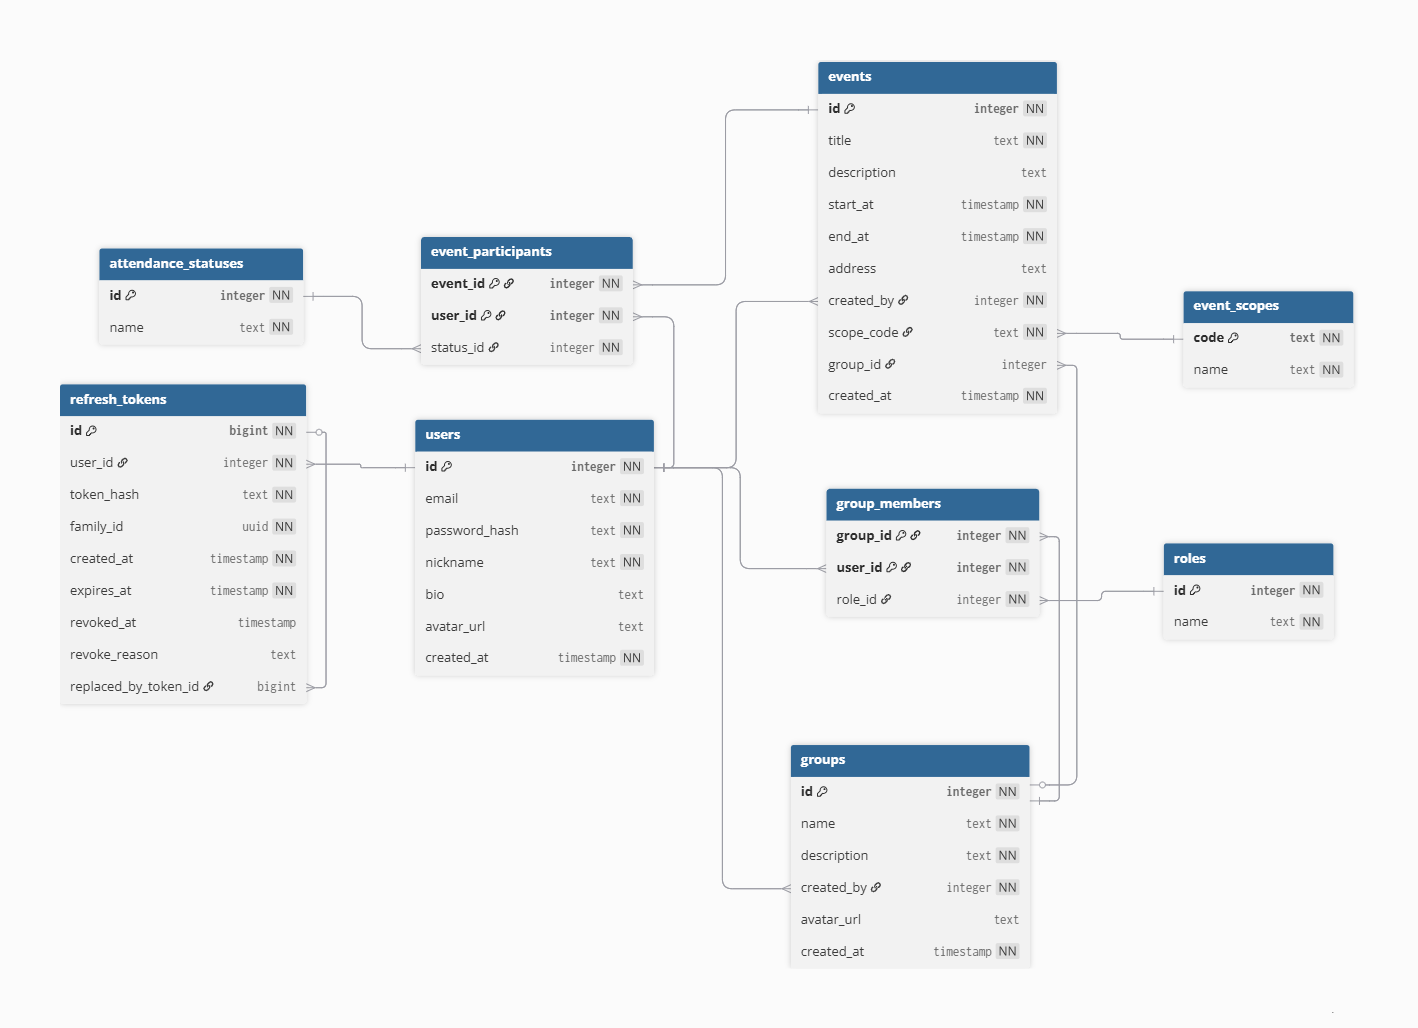 events
id integer NN
title text NN
description text
start_at timestamp NN
end_at timestamp NN
address text
created_by integer NN
scope_code text NN
group_id integer
created_at timestamp NN
attendance_statuses
id integer NN
name text NN
event_participants
event_id integer NN
user_id integer NN
status_id integer NN
event_scopes
code text NN
name text NN
refresh_tokens
id bigint NN
user_id integer NN
token_hash text NN
family_id uuid NN
created_at timestamp NN
expires_at timestamp NN
revoked_at timestamp
revoke_reason text
replaced_by_token_id bigint
users
id integer NN
email text NN
password_hash text NN
nickname text NN
bio text
avatar_url text
created_at timestamp NN
group_members
group_id integer NN
user_id integer NN
role_id integer NN
roles
id integer NN
name text NN
groups
id integer NN
name text NN
description text NN
created_by integer NN
avatar_url text
created_at timestamp NN